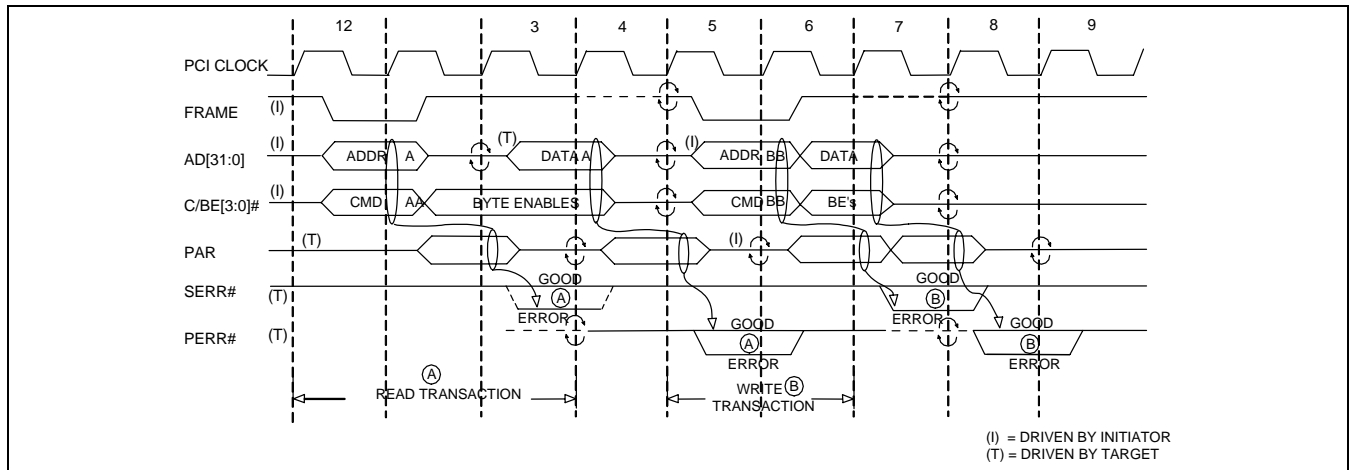 12 3 4 5 6 7 8 9
PCI CLOCK
FRAME (I)
AD[31:0] (I) ADDR A (T) DATA A (I) ADDR BB DATA
C/BE[3:0]# (I) CMD AA BYTE ENABLES CMD BB BE's
PAR (T) (I)
SERR# (T) GOOD A ERROR GOOD B ERROR
PERR# (T) GOOD A ERROR GOOD B ERROR
A
READ TRANSACTION
WRITE B
TRANSACTION
(I) = DRIVEN BY INITIATOR
(T) = DRIVEN BY TARGET